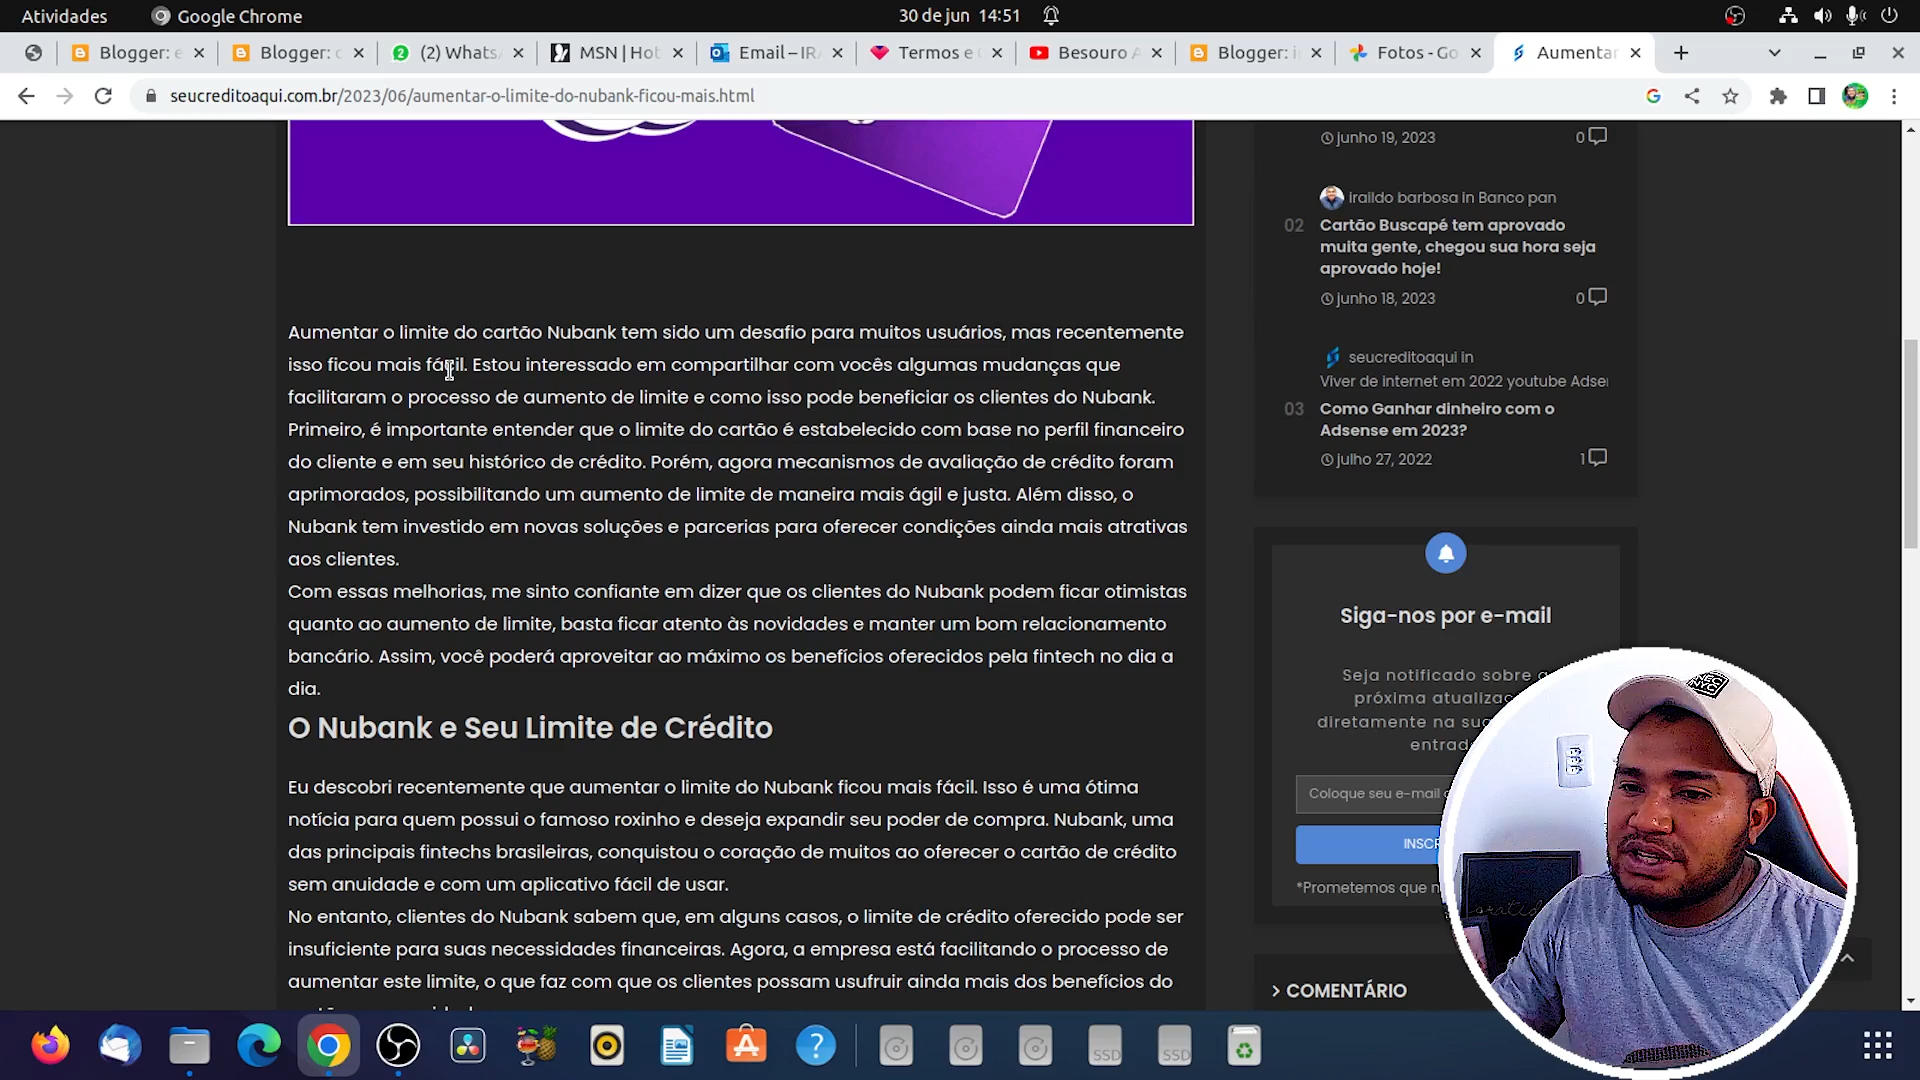 Atividades
Google Chrome
30 de jun 14:51
Blogger: e
Blogger: c
(2) Whats
MSN | Hot
Email – IRA
Termos e
Besouro A
Blogger: i
Fotos - Go
Aumentar
seucreditoaqui.com.br/2023/06/aumentar-o-limite-do-nubank-ficou-mais.html
Aumentar o limite do cartão Nubank tem sido um desafio para muitos usuários, mas recentemente
isso ficou mais fácil. Estou interessado em compartilhar com vocês algumas mudanças que
facilitaram o processo de aumento de limite e como isso pode beneficiar os clientes do Nubank.
Primeiro, é importante entender que o limite do cartão é estabelecido com base no perfil financeiro
do cliente e em seu histórico de crédito. Porém, agora mecanismos de avaliação de crédito foram
aprimorados, possibilitando um aumento de limite de maneira mais ágil e justa. Além disso, o
Nubank tem investido em novas soluções e parcerias para oferecer condições ainda mais atrativas
aos clientes.
Com essas melhorias, me sinto confiante em dizer que os clientes do Nubank podem ficar otimistas
quanto ao aumento de limite, basta ficar atento às novidades e manter um bom relacionamento
bancário. Assim, você poderá aproveitar ao máximo os benefícios oferecidos pela fintech no dia a
dia.
O Nubank e Seu Limite de Crédito
Eu descobri recentemente que aumentar o limite do Nubank ficou mais fácil. Isso é uma ótima
notícia para quem possui o famoso roxinho e deseja expandir seu poder de compra. Nubank, uma
das principais fintechs brasileiras, conquistou o coração de muitos ao oferecer o cartão de crédito
sem anuidade e com um aplicativo fácil de usar.
No entanto, clientes do Nubank sabem que, em alguns casos, o limite de crédito oferecido pode ser
insuficiente para suas necessidades financeiras. Agora, a empresa está facilitando o processo de
aumentar este limite, o que faz com que os clientes possam usufruir ainda mais dos benefícios do
junho 19, 2023
0
iraildo barbosa in Banco pan
02
Cartão Buscapé tem aprovado
muita gente, chegou sua hora seja
aprovado hoje!
junho 18, 2023
0
seucreditoaqui in
Viver de internet em 2022 youtube Adse
03
Como Ganhar dinheiro com o
Adsense em 2023?
julho 27, 2022
1
Siga-nos por e-mail
Seja notificado sobre
próxima
diretamente na
Coloque seu e-mail
INSCR
*Prometemos que n
COMENTÁRIO
SSD
SSD